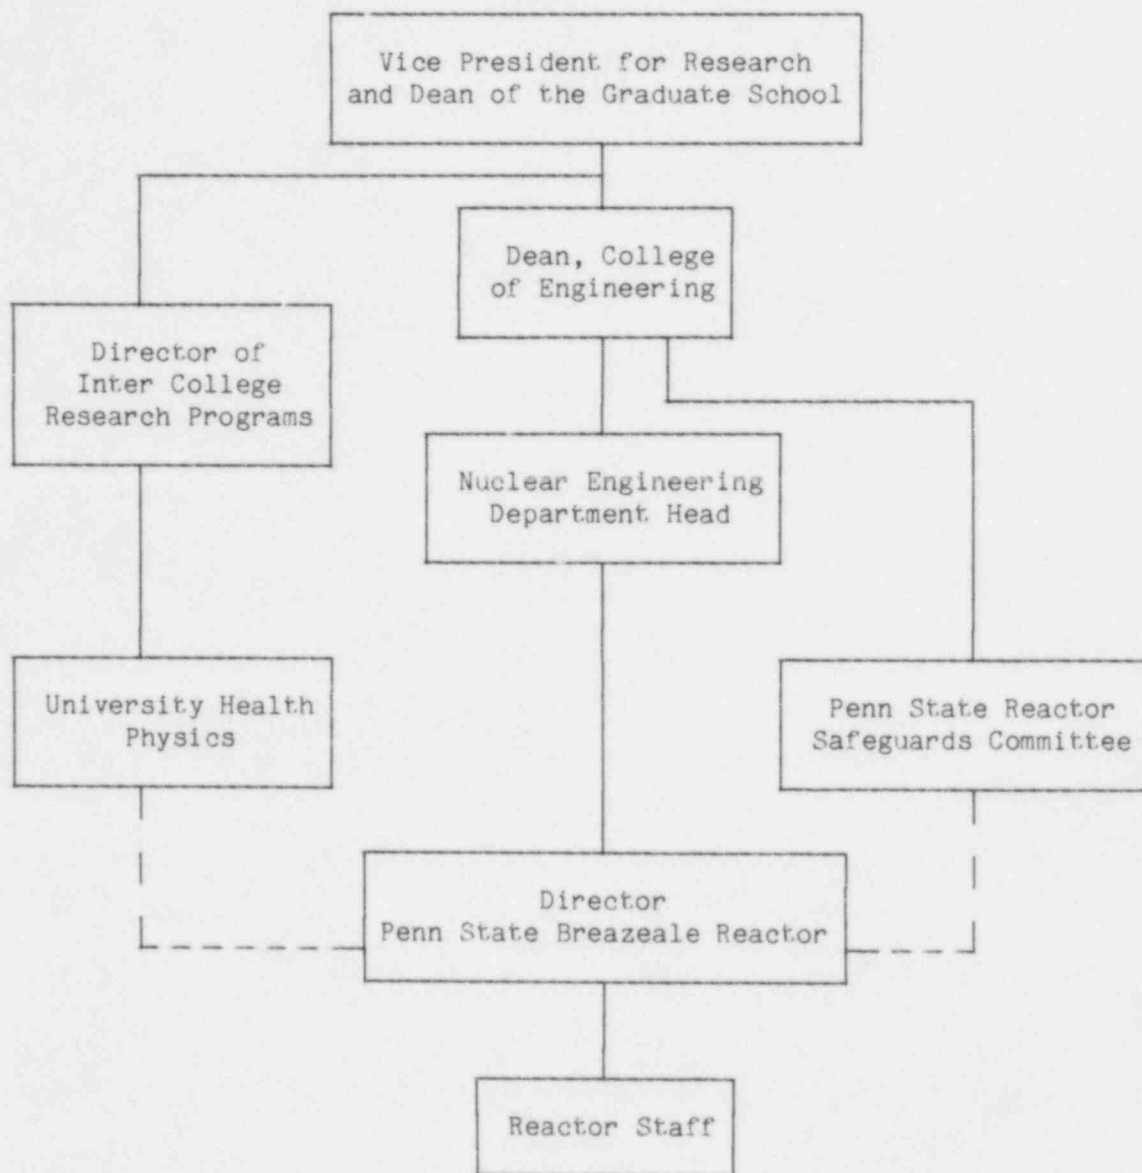 Vice President for Research
and Dean of the Graduate School
Dean, College
of Engineering
Director of
Inter College
Research Programs
Nuclear Engineering
Department Head
University Health
Physics
Penn State Reactor
Safeguards Committee
Director
Penn State Breazeale Reactor
Reactor Staff